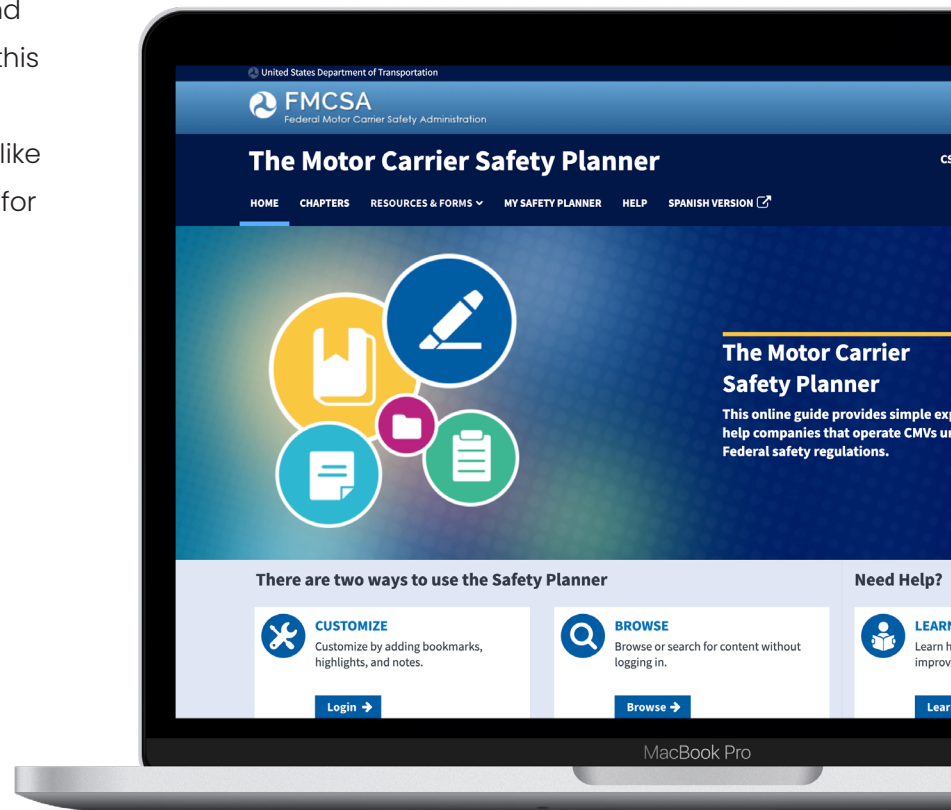 this
like
for
United States Department of Transportation
FMCSA
Federal Motor Carrier Safety Administration
The Motor Carrier Safety Planner
HOME CHAPTERS RESOURCES & FORMS MY SAFETY PLANNER HELP SPANISH VERSION
The Motor Carrier
Safety Planner
This online guide provides simple
help companies that operate CMVs
Federal safety regulations.
There are two ways to use the Safety Planner
CUSTOMIZE
Customize by adding bookmarks,
highlights, and notes.
Login →
BROWSE
Browse or search for content without
logging in.
Browse →
Need Help?
LEARN
Learn
MacBook Pro